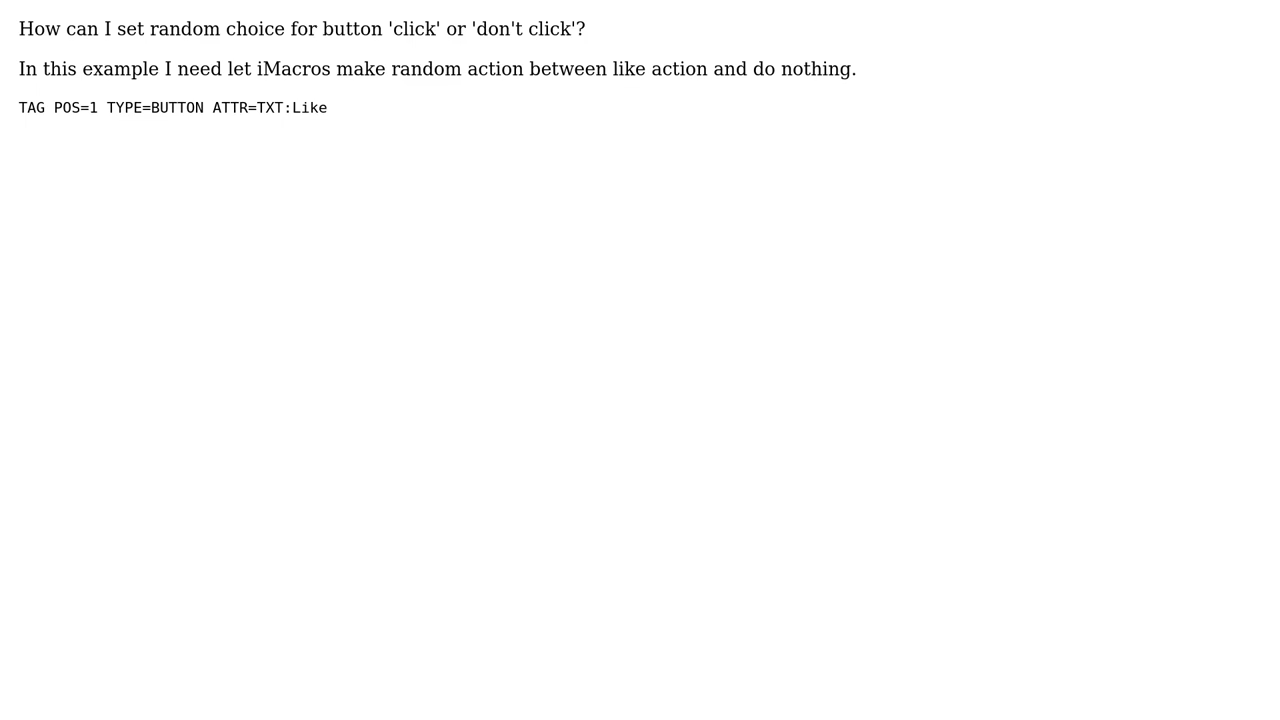 How can I set random choice for button 'click' or 'don't click'?
In this example I need let iMacros make random action between like action and do nothing.
TAG POS=1 TYPE=BUTTON ATTR=TXT:Like